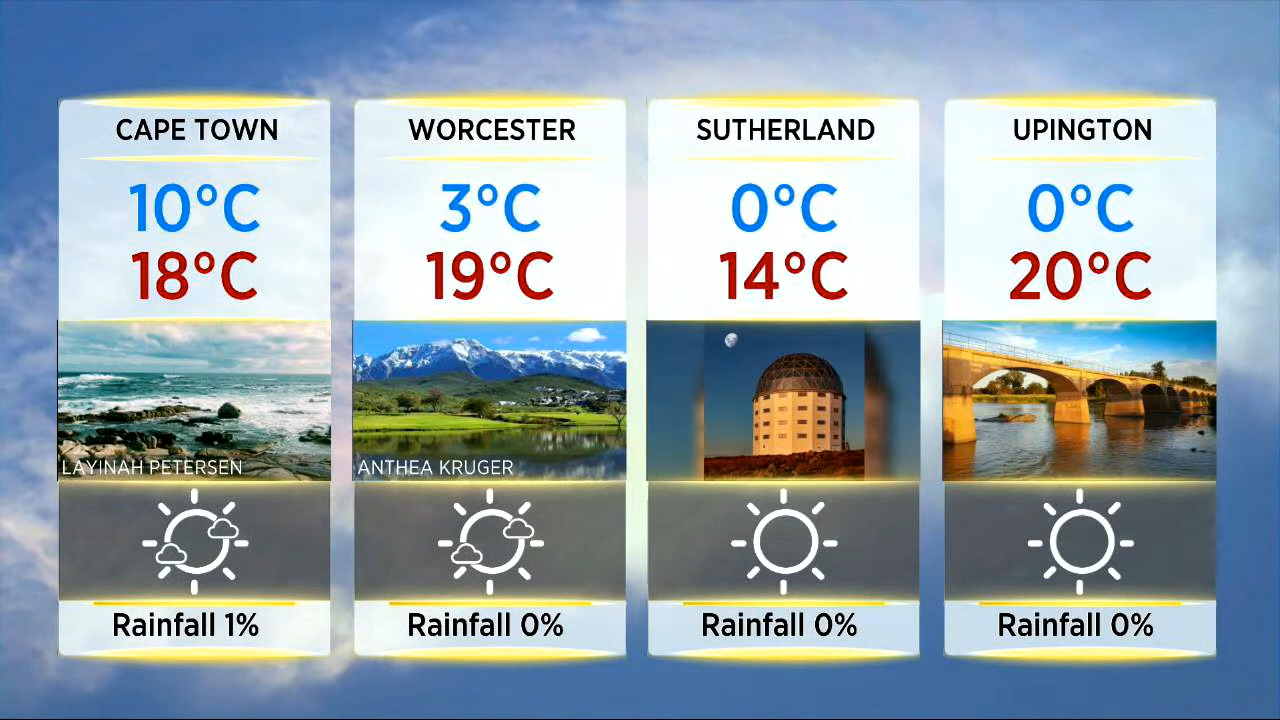 CAPE TOWN
10°C
18°C
LAYINAH PETERSEN
Rainfall 1%
WORCESTER
3°C
19°C
ANTHEA KRUGER
Rainfall 0%
SUTHERLAND
0°C
14°C
Rainfall 0%
UPINGTON
0°C
20°C
Rainfall 0%